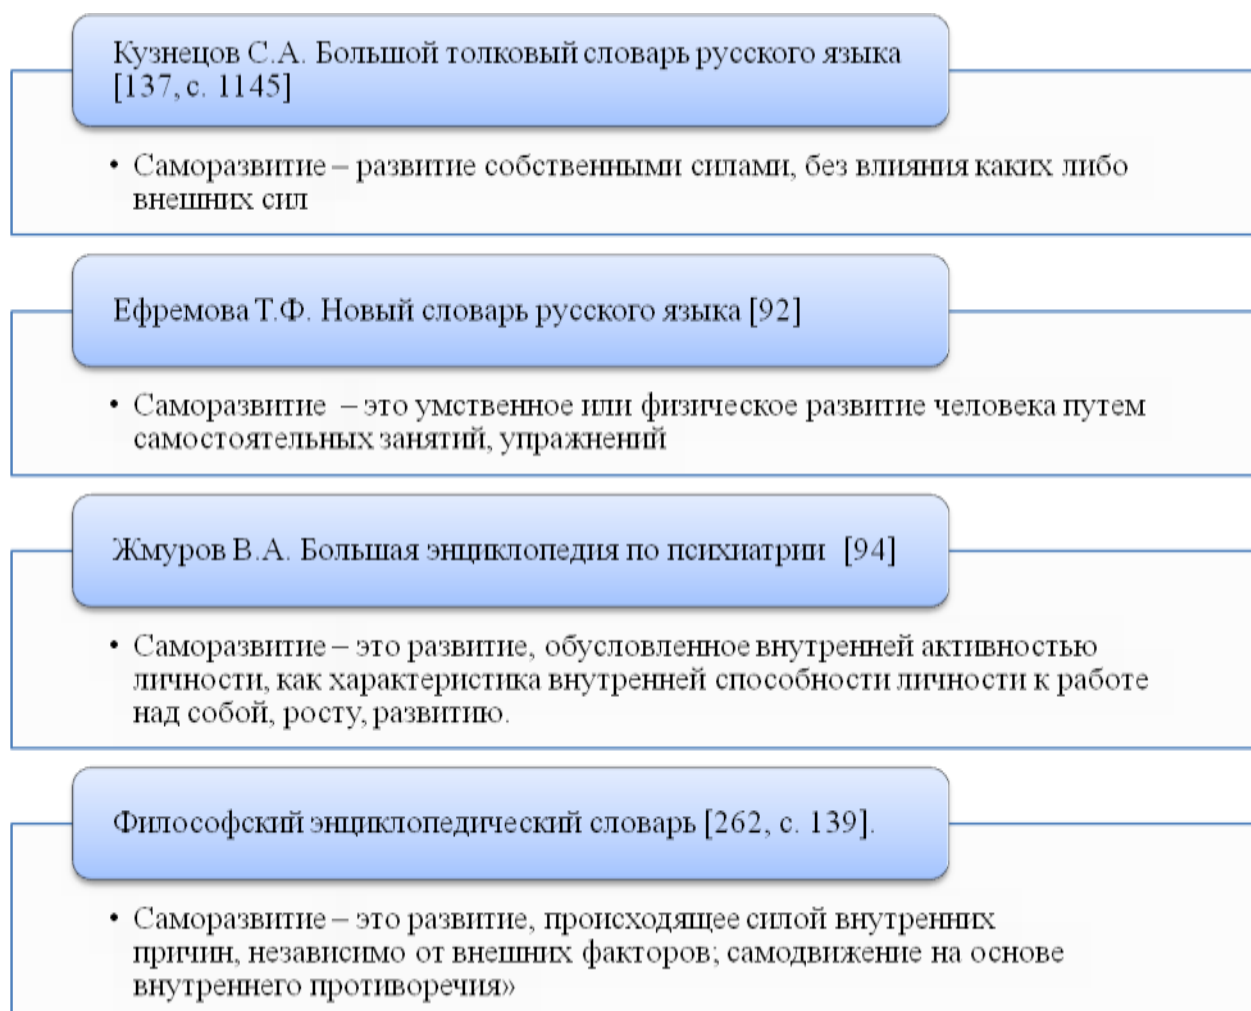 Кузнецов С.А. Большой толковый словарь русского языка
[137, с. 1145]
• Саморазвитие – развитие собственными силами, без влияния каких либо
внешних сил
Ефремова Т.Ф. Новый словарь русского языка [92]
• Саморазвитие – это умственное или физическое развитие человека путем
самостоятельных занятий, упражнений
Жмуров В.А. Большая энциклопедия по психиатрии [94]
• Саморазвитие – это развитие, обусловленное внутренней активностью
личности, как характеристика внутренней способности личности к работе
над собой, росту, развитию.
Философский энциклопедический словарь [262, с. 139].
• Саморазвитие – это развитие, происходящее силой внутренних
причин, независимо от внешних факторов; самодвижение на основе
внутреннего противоречия»